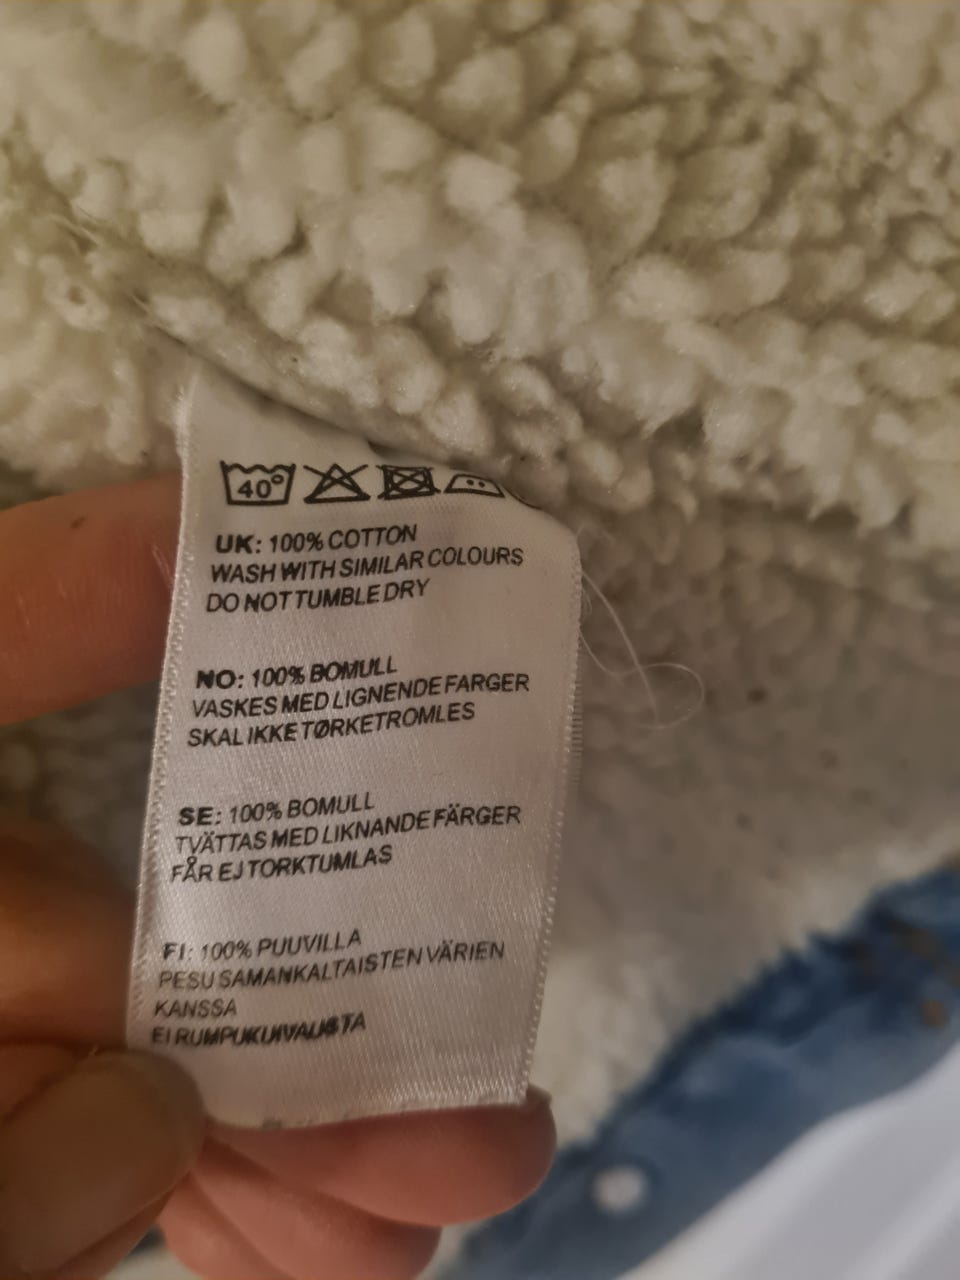 40°
UK: 100% COTTON
WASH WITH SIMILAR COLOURS
DO NOT TUMBLE DRY
NO: 100% BOMULL
VASKES MED LIGNENDE FARGER
SKAL IKKE TØRKETROMLES
SE: 100% BOMULL
TVÄTTAS MED LIKNANDE FÄRGER
FÅR EJ TORKTUMLAS
FI: 100% PUUVILLA
PESU SAMANKALTAISTEN VÄRIEN
KANSSA
EI RUMPUKUIVAUSTA